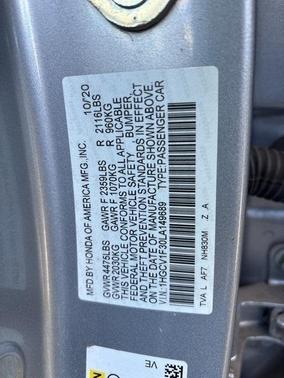 MFD BY HONDA OF AMERICA MFG., INC. 10/20
GVWR 4475LBS GAWR F 2359LBS R 2116LBS
GVWR 2030KG GAWR F 1070KG R 960KG
THIS VEHICLE CONFORMS TO ALL APPLICABLE
FEDERAL MOTOR VEHICLE SAFETY, BUMPER,
AND THEFT PREVENTION STANDARDS IN EFFECT
ON THE DATE OF MANUFACTURE SHOWN ABOVE.
V.I.N.:1HGCV1F30LA149689 TYPE:PASSENGER CAR
TVA L AF7 NH830M Z A
VE